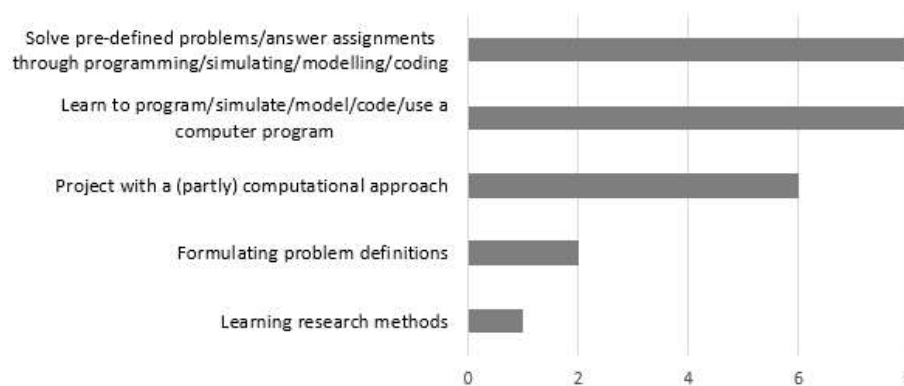 Solve pre-defined problems/answer assignments
through programming/simulating/modelling/coding
Learn to program/simulate/model/code/use a
computer program
Project with a (partly) computational approach
Formulating problem definitions
Learning research methods
0 2 4 6